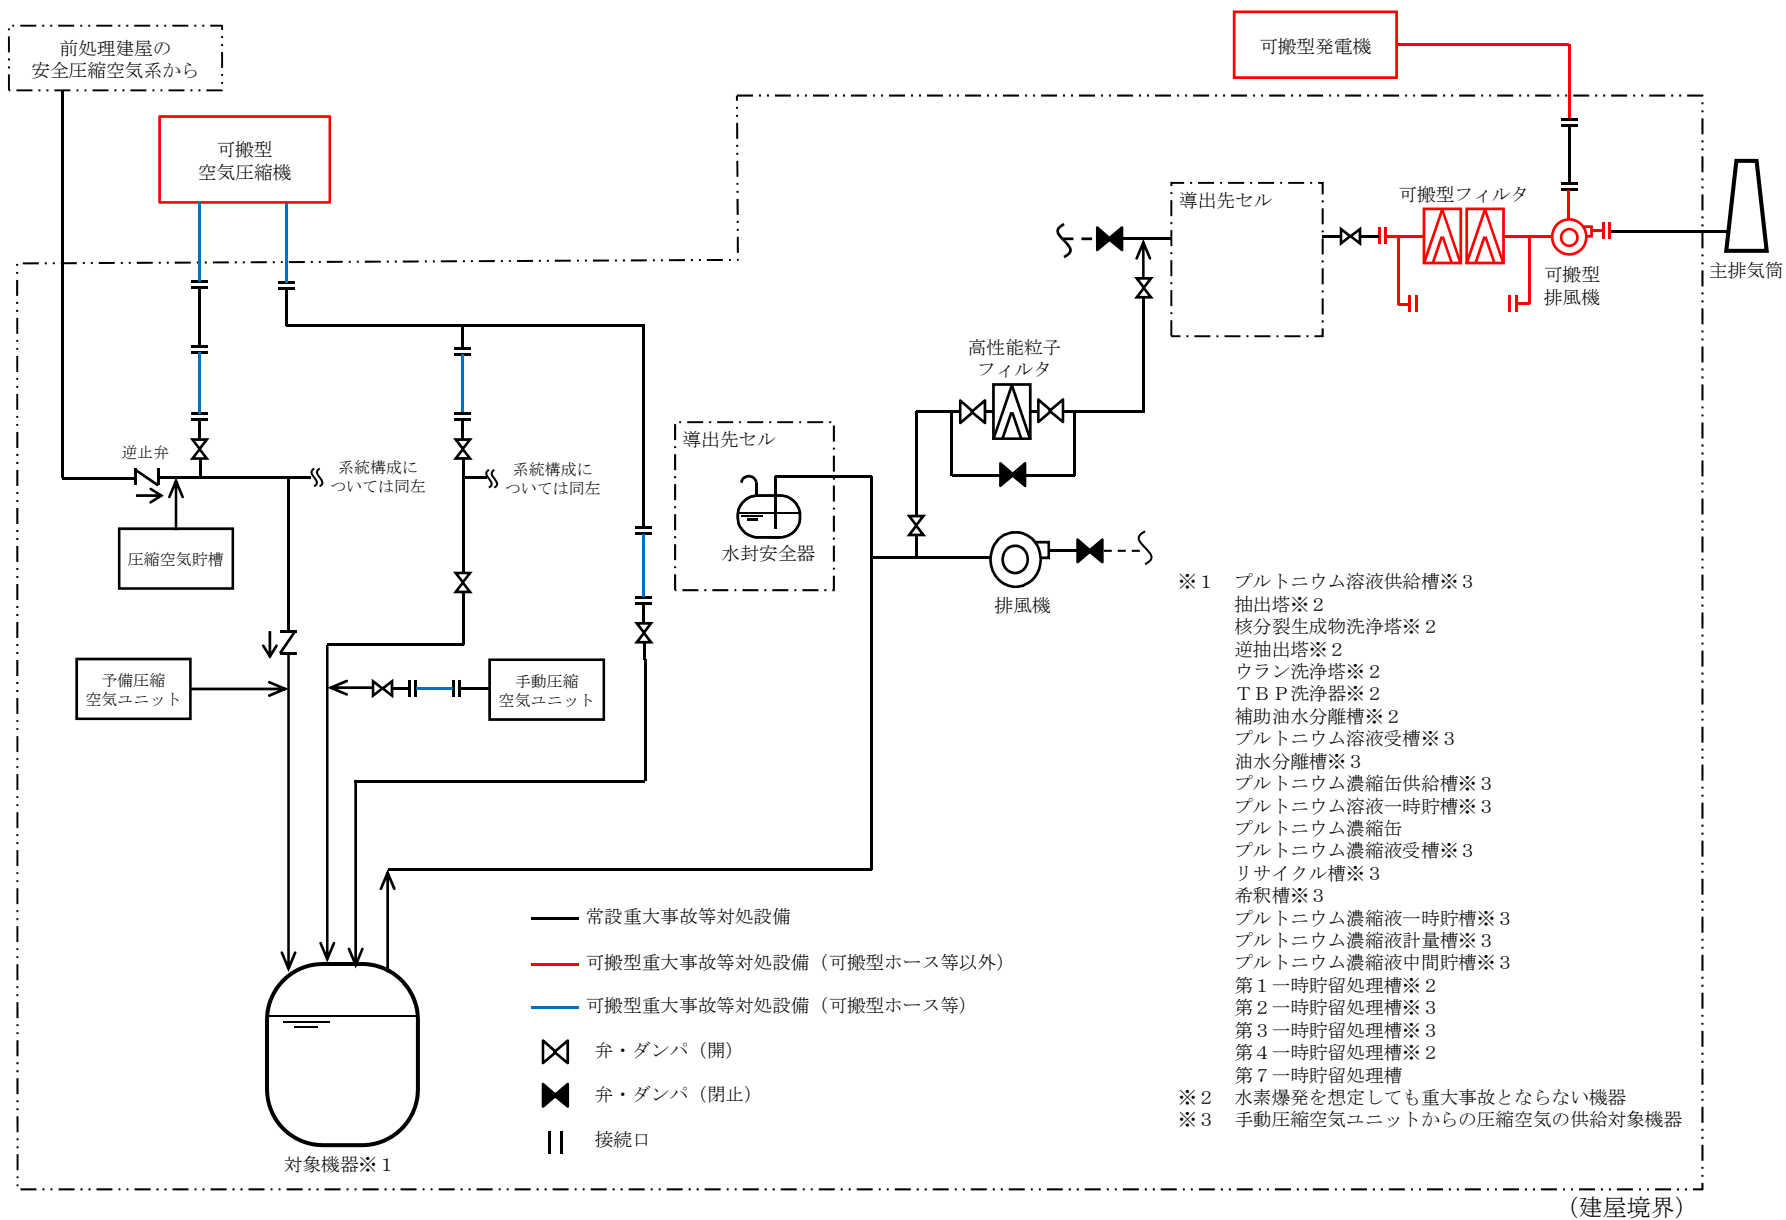 前処理建屋の
安全圧縮空気系から
可搬型発電機
可搬型
空気圧縮機
導出先セル
可搬型フィルタ
主排気筒
可搬型
排風機
高性能粒子
フィルタ
導出先セル
水封安全器
逆止弁
系統構成に
ついては同左
系統構成に
ついては同左
圧縮空気貯槽
排風機
予備圧縮
空気ユニット
手動圧縮
空気ユニット
対象機器※１
常設重大事故等対処設備
可搬型重大事故等対処設備（可搬型ホース等以外）
可搬型重大事故等対処設備（可搬型ホース等）
弁・ダンパ（開）
弁・ダンパ（閉止）
接続口
※１　プルトニウム溶液供給槽※３
抽出塔※２
核分裂生成物洗浄塔※２
逆抽出塔※２
ウラン洗浄塔※２
ＴＢＰ洗浄器※２
補助油水分離槽※２
プルトニウム溶液受槽※３
油水分離槽※３
プルトニウム濃縮缶供給槽※３
プルトニウム溶液一時貯槽※３
プルトニウム濃縮缶
プルトニウム濃縮液受槽※３
リサイクル槽※３
希釈槽※３
プルトニウム濃縮液一時貯槽※３
プルトニウム濃縮液計量槽※３
プルトニウム濃縮液中間貯槽※３
第１一時貯留処理槽※２
第２一時貯留処理槽※３
第３一時貯留処理槽※３
第４一時貯留処理槽※２
第７一時貯留処理槽
※２　水素爆発を想定しても重大事故とならない機器
※３　手動圧縮空気ユニットからの圧縮空気の供給対象機器
（建屋境界）